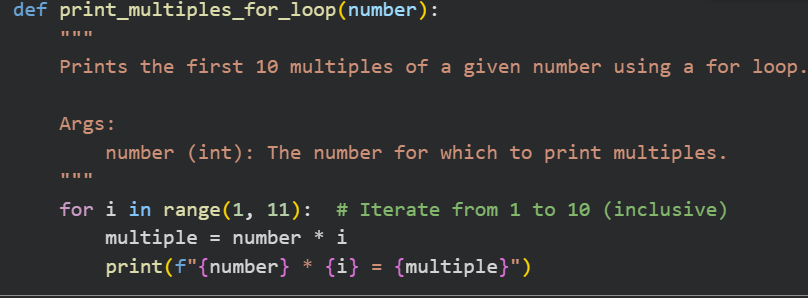 def print_multiples_for_loop(number):
    """
    Prints the first 10 multiples of a given number using a for loop.

    Args:
        number (int): The number for which to print multiples.
    """
    for i in range(1, 11):  # Iterate from 1 to 10 (inclusive)
        multiple = number * i
        print(f"{number} * {i} = {multiple}")